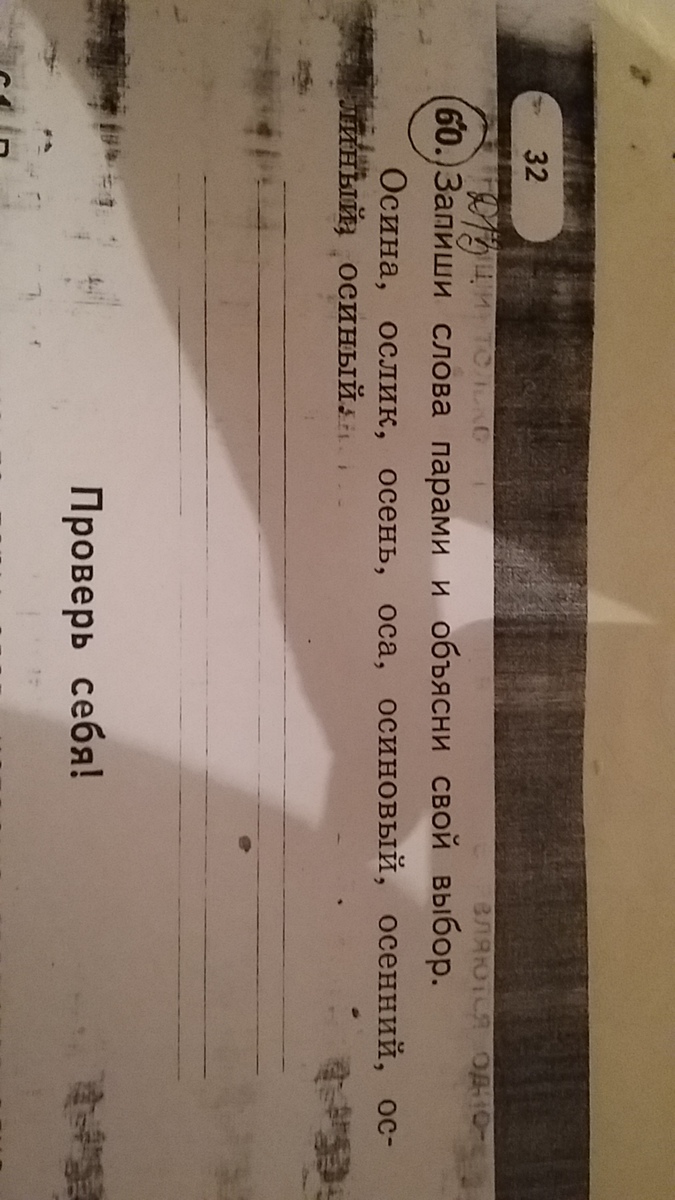 32
60. Запиши слова парами и объясни свой выбор.
Осина, ослик, осень, оса, осиновый, осенний, ос-
линый, осиный.
Проверь себя!